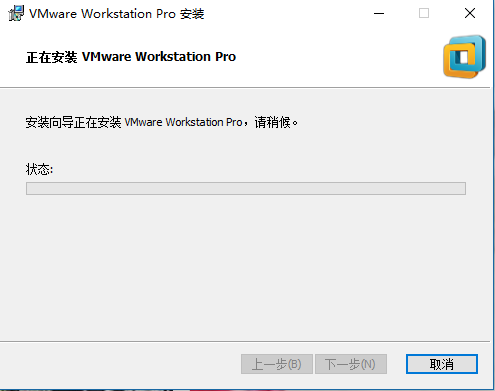 VMware Workstation Pro 安装
正在安装 VMware Workstation Pro
安装向导正在安装 VMware Workstation Pro，请稍候。
状态:
上一步(B)
下一步(N)
取消